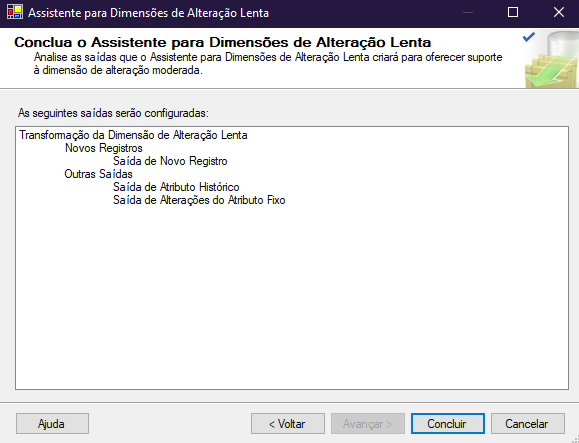 Assistente para Dimensões de Alteração Lenta
Conclua o Assistente para Dimensões de Alteração Lenta
Analise as saídas que o Assistente para Dimensões de Alteração Lenta criará para oferecer suporte
à dimensão de alteração moderada.
As seguintes saídas serão configuradas:
Transformação da Dimensão de Alteração Lenta
Novos Registros
Saída de Novo Registro
Outras Saídas
Saída de Atributo Histórico
Saída de Alterações do Atributo Fixo
Ajuda
< Voltar
Avançar >
Concluir
Cancelar